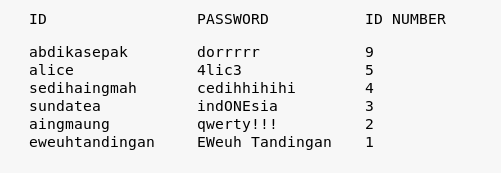 ID PASSWORD ID NUMBER
abdikasepak dorrrrr 9
alice 4lic3 5
sedihaingmah cedihhihihi 4
sundatea indONEsia 3
aingmaung qwerty!!! 2
eweuhtandingan EWeuh Tandingan 1